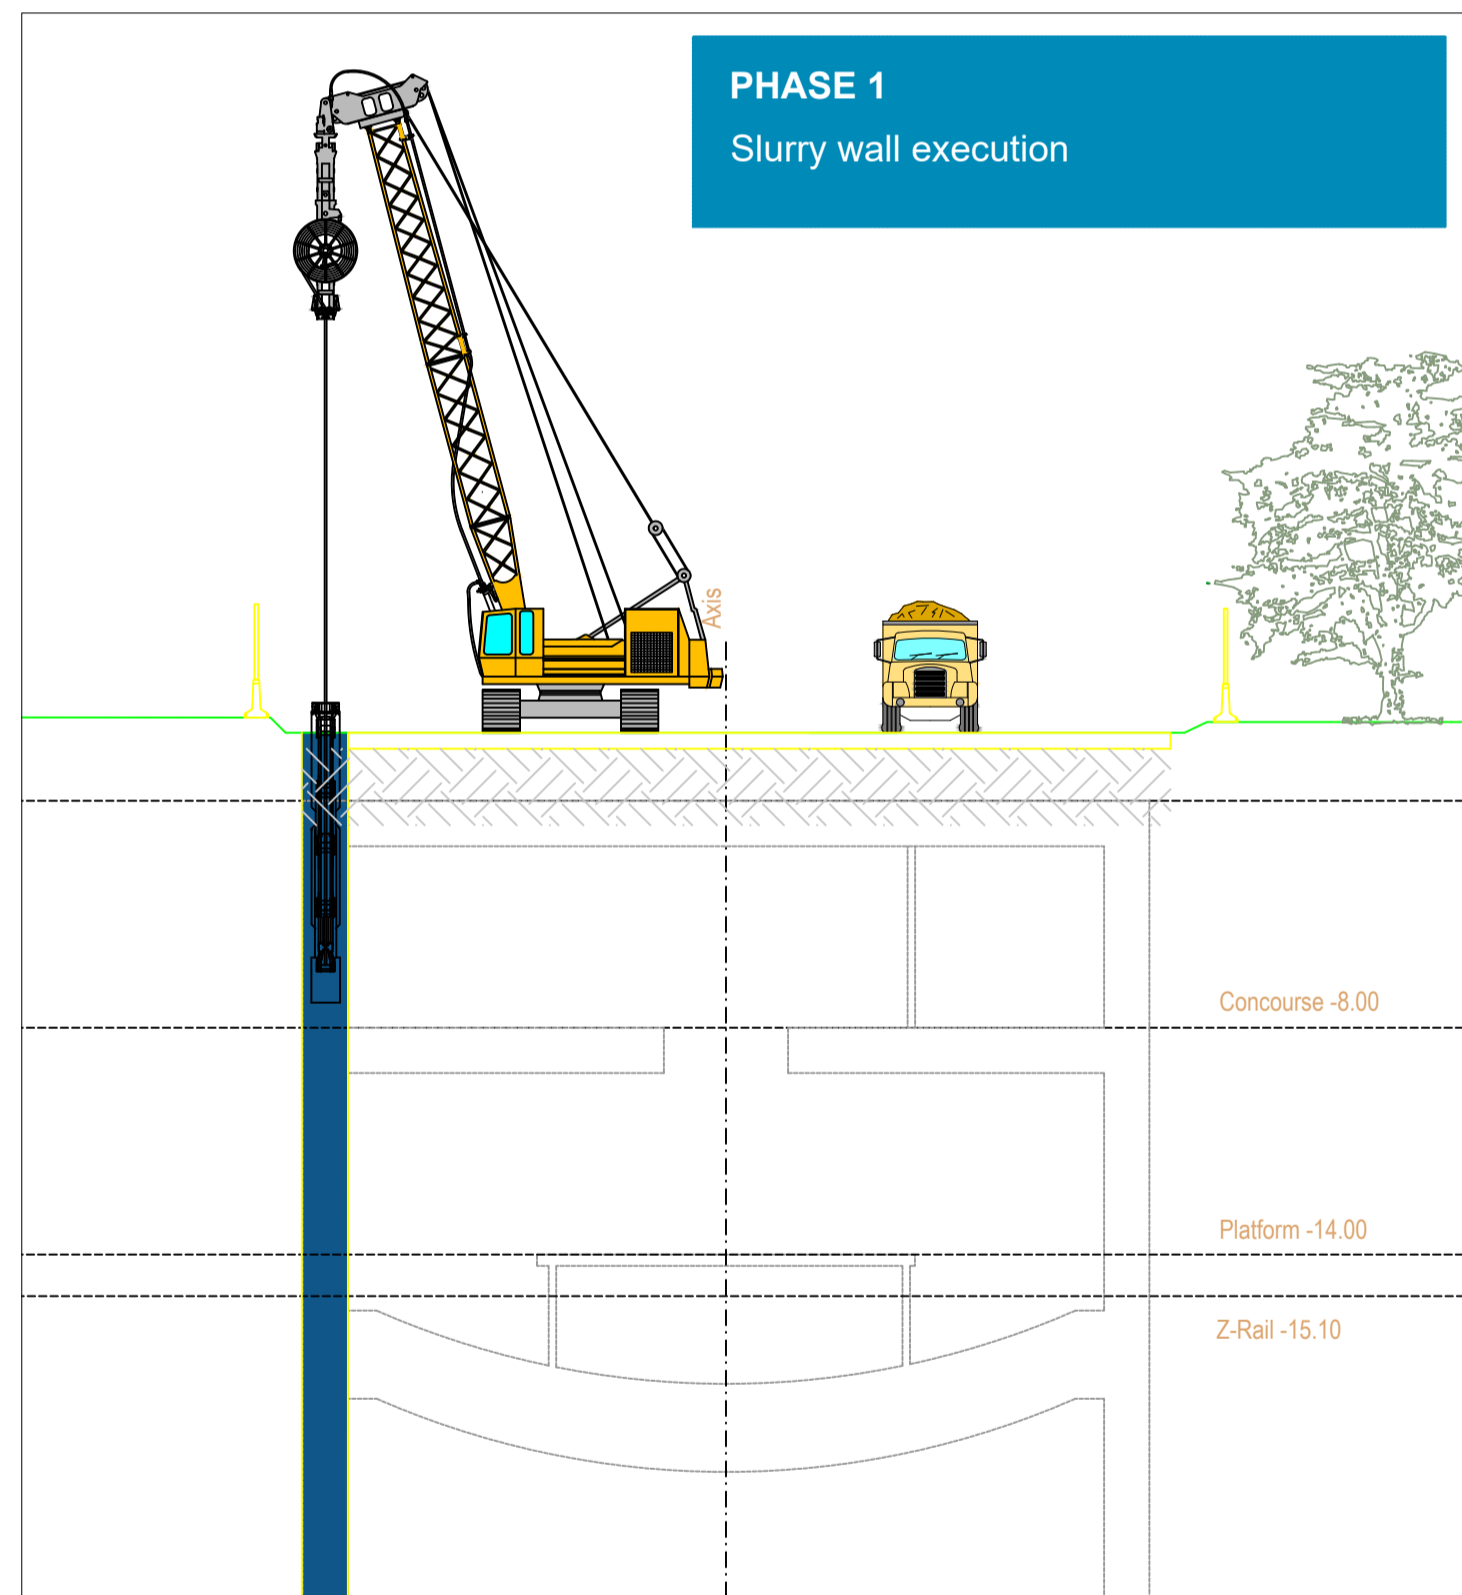 PHASE 1
Slurry wall execution
Axis
Concourse -8.00
Platform -14.00
Z-Rail -15.10